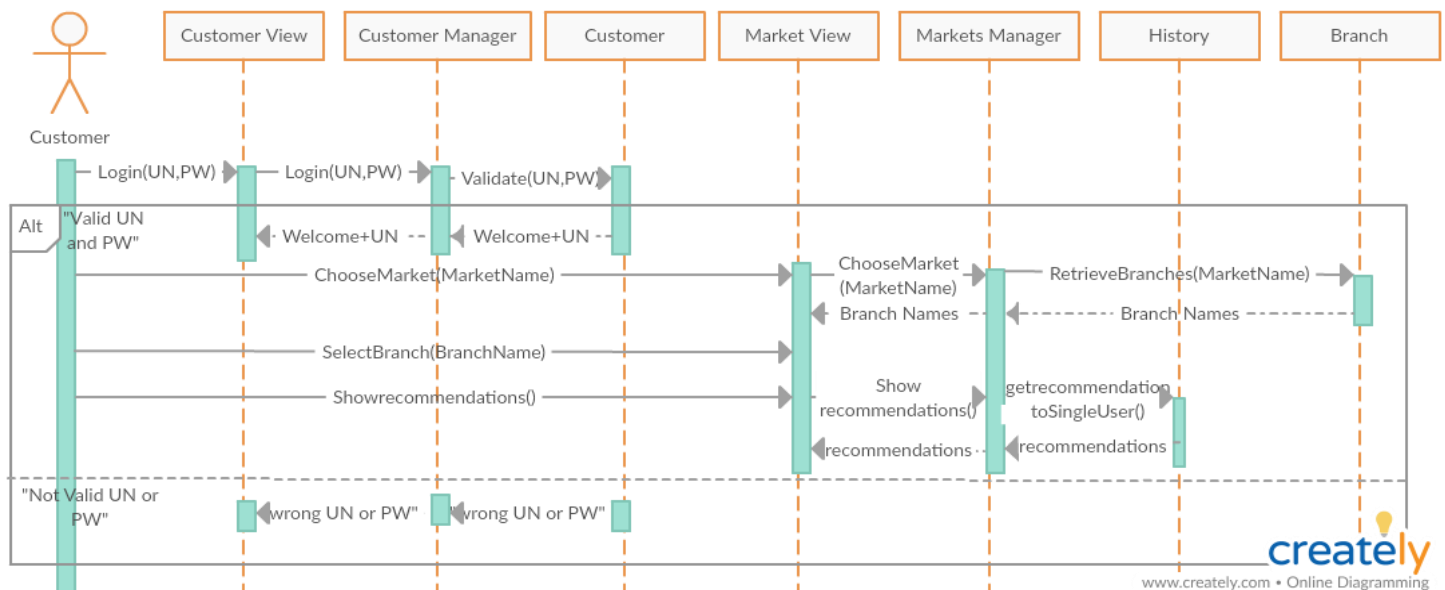 Customer View
Customer Manager
Customer
Market View
Markets Manager
History
Branch
Customer
Login(UN,PW)
Login(UN,PW)
Validate(UN,PW)
Alt
"Valid UN
and PW"
Welcome+UN
Welcome+UN
ChooseMarket(MarketName)
ChooseMarket
(MarketName)
RetrieveBranches(MarketName)
Branch Names
Branch Names
SelectBranch(BranchName)
Showrecommendations()
Show
recommendations()
getrecommendation
toSingleUser()
recommendations
recommendations
"Not Valid UN or
PW"
wrong UN or PW"
"wrong UN or PW"
creately
www.creately.com • Online Diagramming